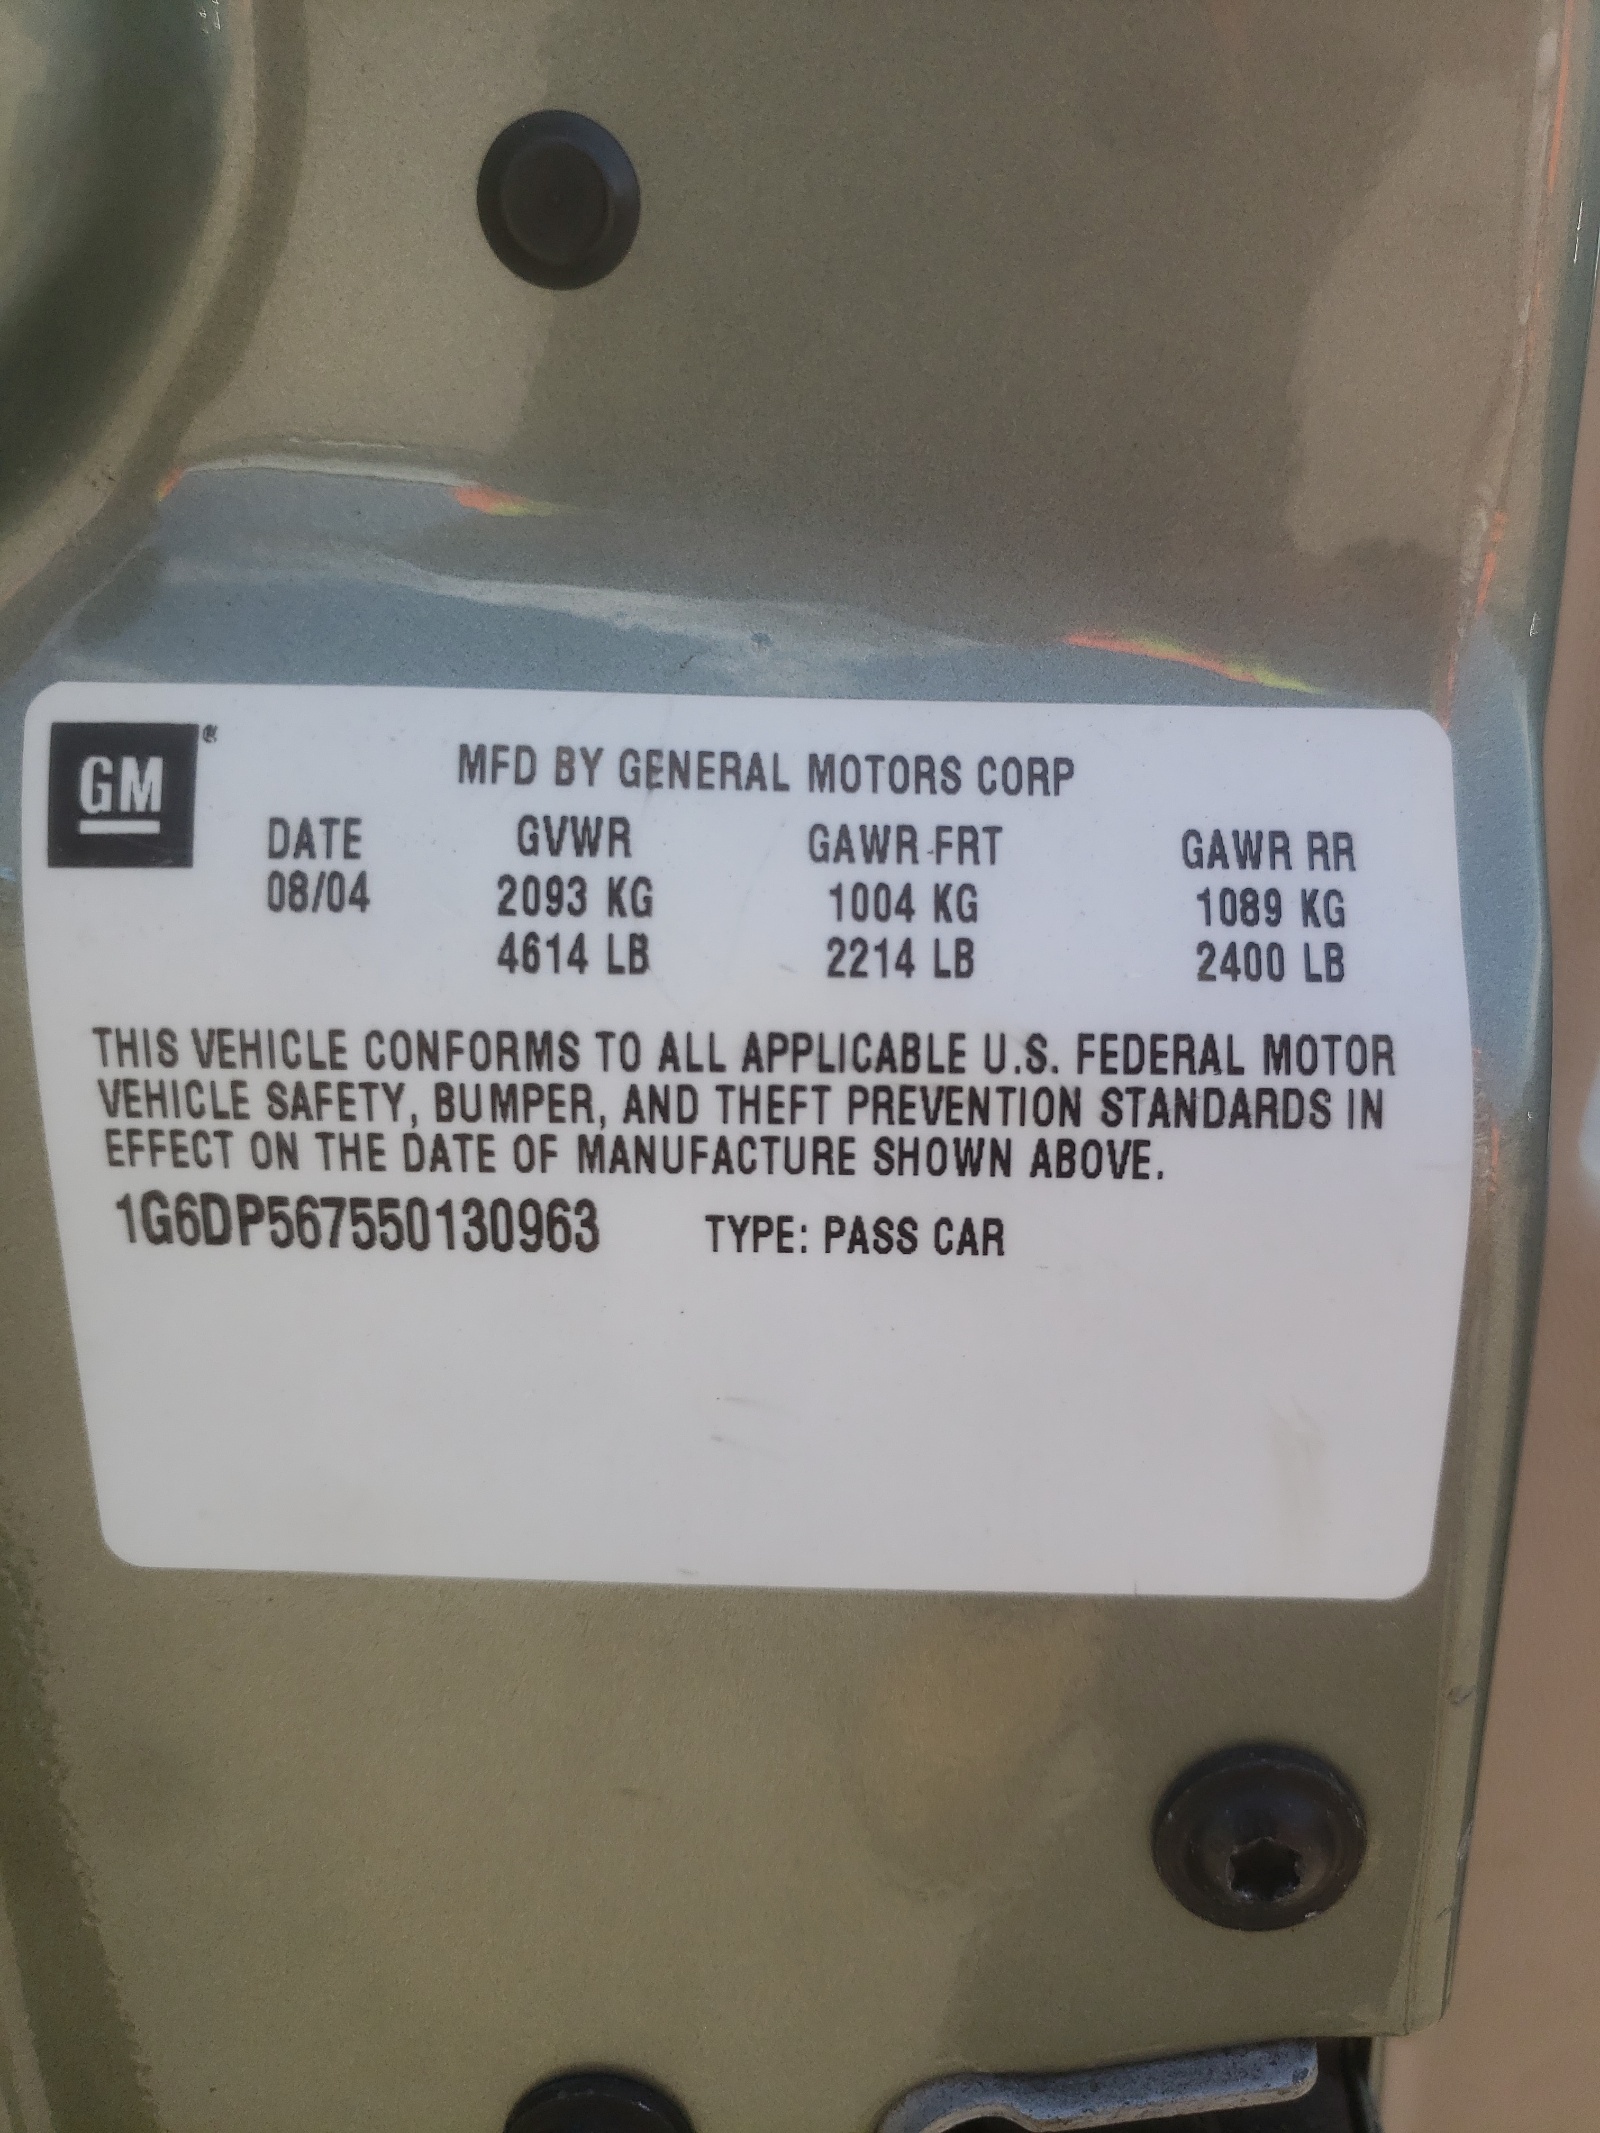 GM®
MFD BY GENERAL MOTORS CORP
DATE GVWR GAWR FRT GAWR RR
08/04 2093 KG 1004 KG 1089 KG
4614 LB 2214 LB 2400 LB
THIS VEHICLE CONFORMS TO ALL APPLICABLE U.S. FEDERAL MOTOR
VEHICLE SAFETY, BUMPER, AND THEFT PREVENTION STANDARDS IN
EFFECT ON THE DATE OF MANUFACTURE SHOWN ABOVE.
1G6DP567550130963 TYPE: PASS CAR